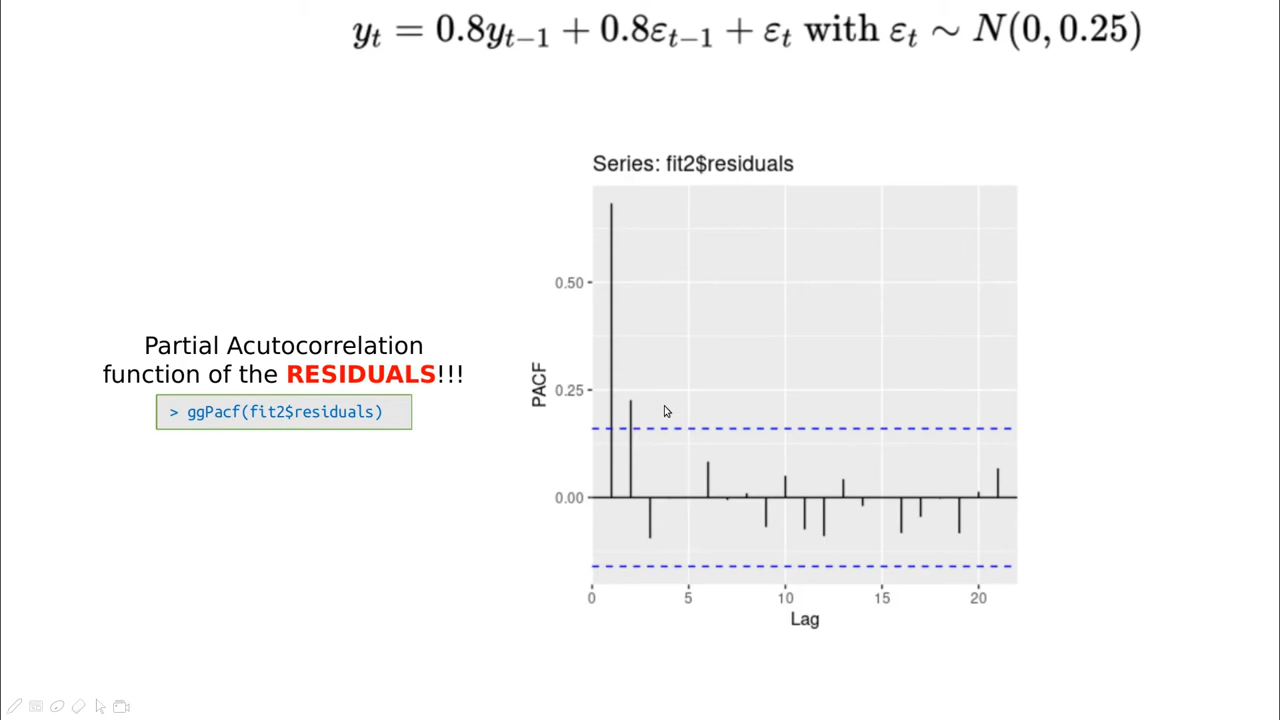 yₜ = 0.8yₜ₋₁ + 0.8εₜ₋₁ + εₜ with εₜ ∼ N(0, 0.25)
Series: fit2$residuals
0.50
0.25
0.00
PACF
0
5
10
15
20
Lag
Partial Acutocorrelation
function of the RESIDUALS!!!
> ggPacf(fit2$residuals)